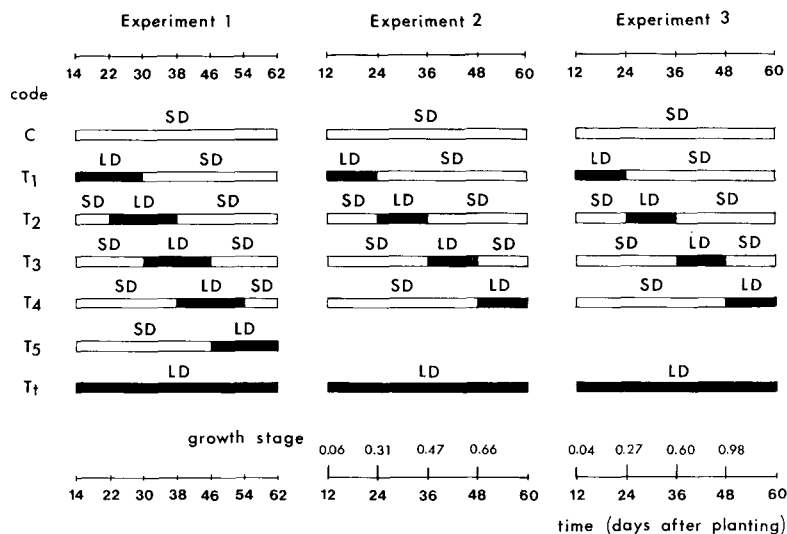 Experiment 1 Experiment 2 Experiment 3
14 22 30 38 46 54 62 12 24 36 48 60 12 24 36 48 60
code
SD SD SD
C
LD SD LD SD LD SD
T1
SD LD SD SD LD SD SD LD SD
T2
SD LD SD SD LD SD SD LD SD
T3
SD LD SD SD LD SD LD
T4
SD LD
T5
LD LD LD
Tt
growth stage 0.06 0.31 0.47 0.66 0.04 0.27 0.60 0.98
14 22 30 38 46 54 62 12 24 36 48 60 12 24 36 48 60
time (days after planting)